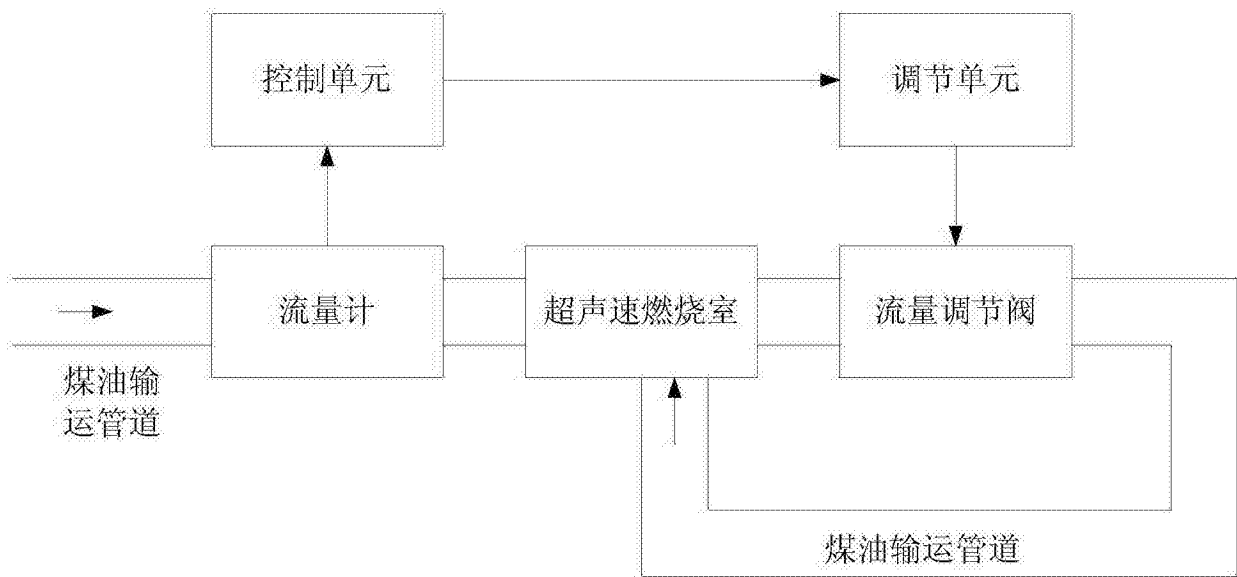 控制单元
调节单元
流量计
超声速燃烧室
流量调节阀
煤油输
运管道
煤油输运管道